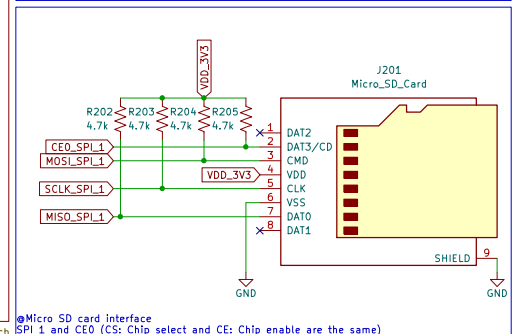 VDD_3V3
J201
Micro_SD_Card
R202 R203 R204 R205
4.7k 4.7k 4.7k 4.7k
1 DAT2
CE0_SPI_1 2 DAT3/CD
MOSI_SPI_1 3 CMD
VDD_3V3 4 VDD
SCLK_SPI_1 5 CLK
6 VSS
MISO_SPI_1 7 DAT0
8 DAT1
SHIELD 9
GND GND
@Micro SD card interface
SPI 1 and CE0 (CS: Chip select and CE: Chip enable are the same)